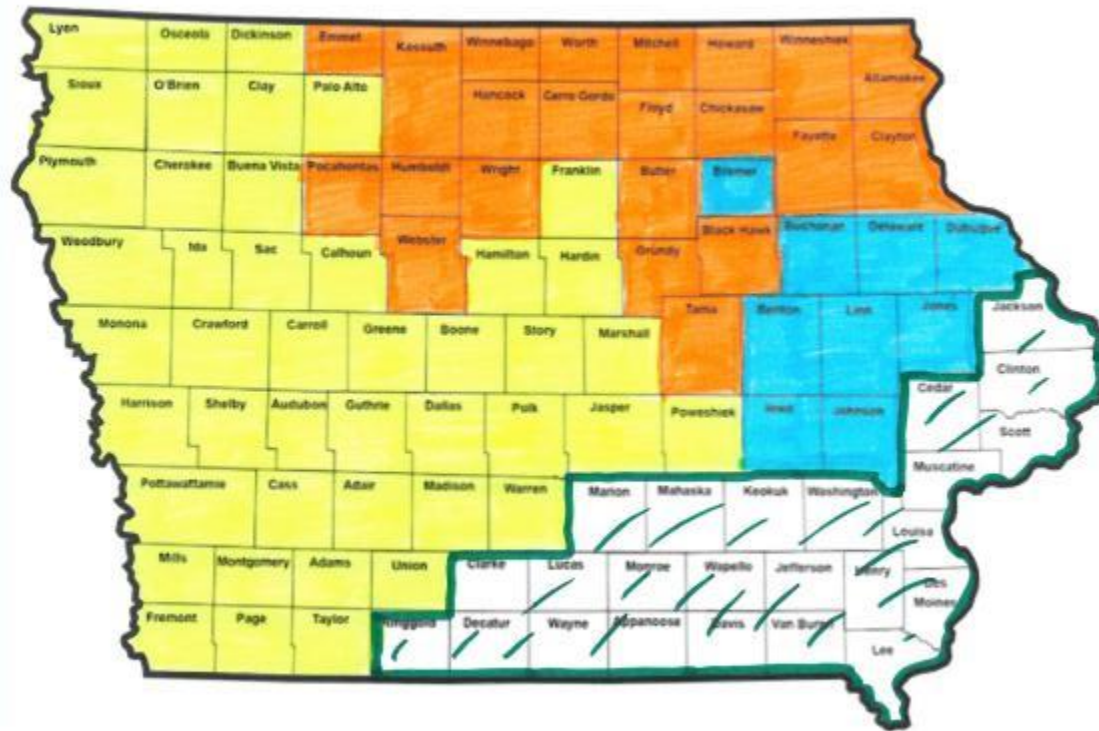 Lyon Osceola Dickinson Emmet Kossuth Winnebago Worth Mitchell Howard Winneshiek Allamakee
Sioux O'Brien Clay Palo Alto Hancock Cerro Gordo Floyd Chickasaw
Fayette Clayton
Plymouth Cherokee Buena Vista Pocahontas Humboldt Wright Franklin Butler Bremer
Woodbury Ida Sac Calhoun Webster Hamilton Hardin Grundy Black Hawk Buchanan Delaware Dubuque
Monona Crawford Carroll Greene Boone Story Marshall Tama Benton Linn Jones Jackson
Clinton
Harrison Shelby Audubon Guthrie Dallas Polk Jasper Poweshiek Iowa Johnson Cedar
Scott
Muscatine
Pottawattamie Cass Adair Madison Warren Marion Mahaska Keokuk Washington
Louisa
Mills Montgomery Adams Union Clarke Lucas Monroe Wapello Jefferson Henry
Des
Moines
Fremont Page Taylor Ringgold Decatur Wayne Appanoose Davis Van Buren
Lee